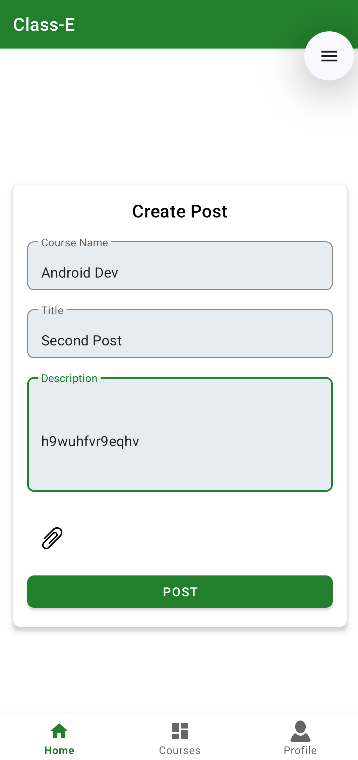 Class-E
Create Post
Course Name
Android Dev
Title
Second Post
Description
h9wuhfvr9eqhv
POST
Home
Courses
Profile